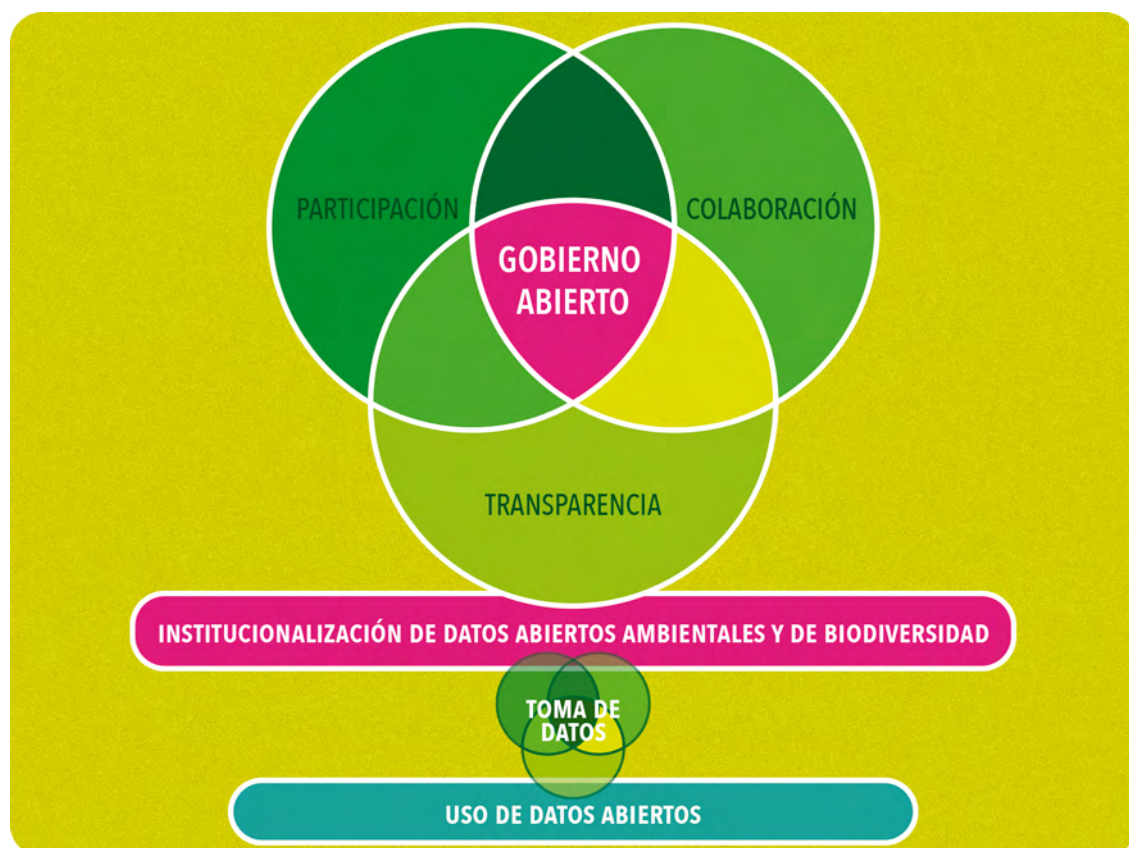 PARTICIPACIÓN
COLABORACIÓN
GOBIERNO
ABIERTO
TRANSPARENCIA
INSTITUCIONALIZACIÓN DE DATOS ABIERTOS AMBIENTALES Y DE BIODIVERSIDAD
TOMA DE
DATOS
USO DE DATOS ABIERTOS